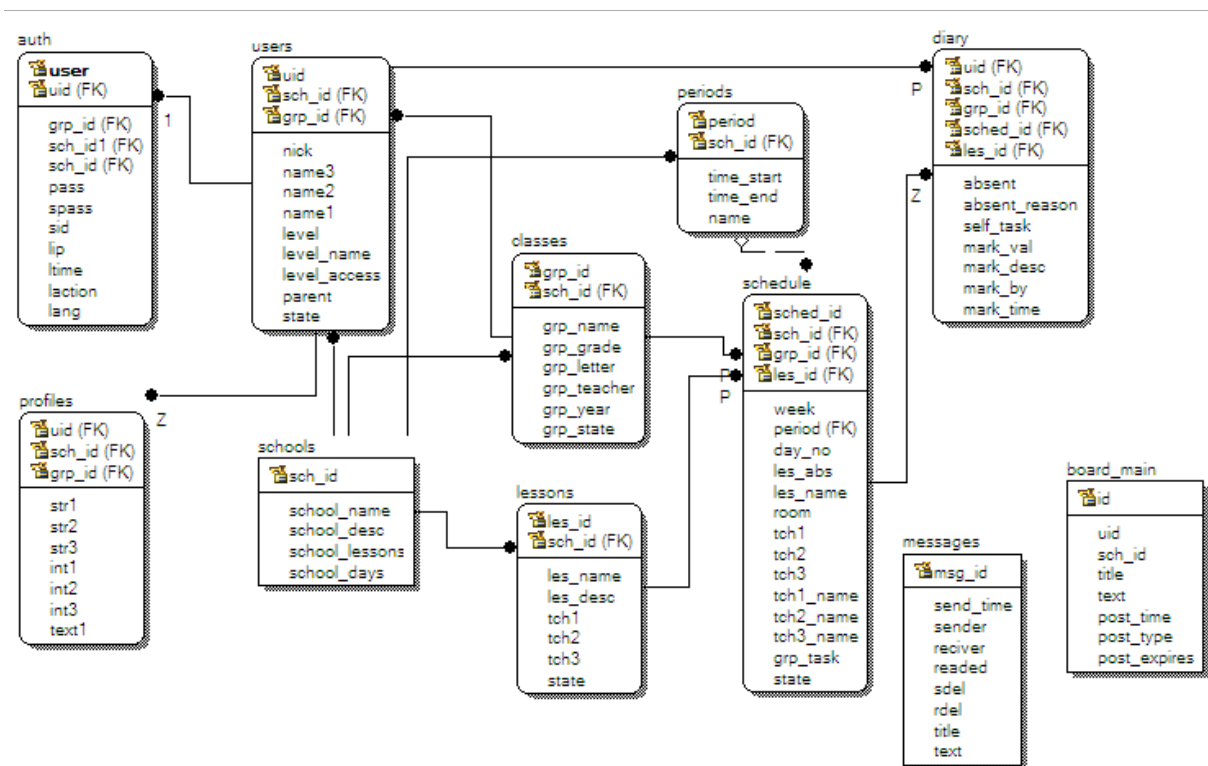 auth
user
uid (FK)
grp_id (FK)
sch_id1 (FK)
sch_id (FK)
pass
spass
sid
lip
ltime
laction
lang
1
users
uid
sch_id (FK)
grp_id (FK)
nick
name3
name2
name1
level
level_name
level_access
parent
state
periods
period
sch_id (FK)
time_start
time_end
name
diary
uid (FK)
sch_id (FK)
grp_id (FK)
sched_id (FK)
les_id (FK)
absent
absent_reason
self_task
mark_val
mark_desc
mark_by
mark_time
P
Z
classes
grp_id
sch_id (FK)
grp_name
grp_grade
grp_letter
grp_teacher
grp_year
grp_state
schedule
sched_id
sch_id (FK)
grp_id (FK)
les_id (FK)
week
period (FK)
day_no
les_abs
les_name
room
tch1
tch2
tch3
tch1_name
tch2_name
tch3_name
grp_task
state
P
P
profiles
Z
uid (FK)
sch_id (FK)
grp_id (FK)
str1
str2
str3
int1
int2
int3
text1
schools
sch_id
school_name
school_desc
school_lessons
school_days
lessons
les_id
sch_id (FK)
les_name
les_desc
tch1
tch2
tch3
state
messages
msg_id
send_time
sender
reciver
readed
sdel
rdel
title
text
board_main
id
uid
sch_id
title
text
post_time
post_type
post_expires